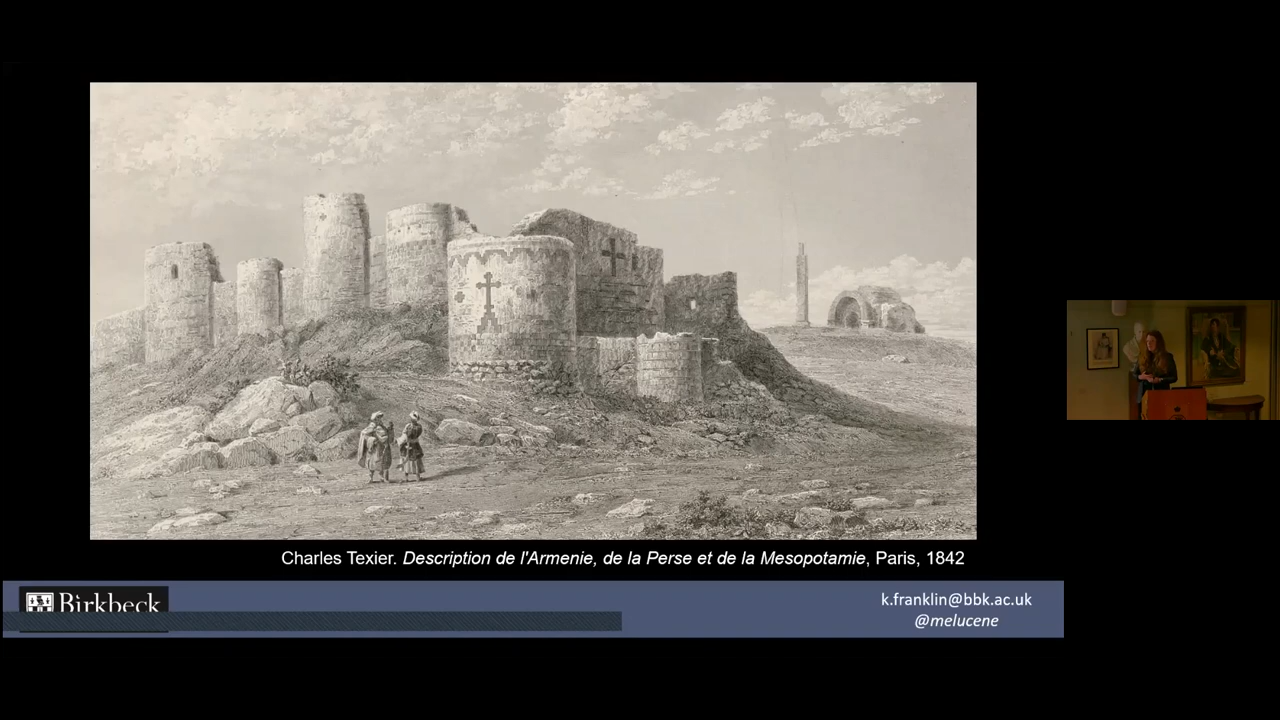 Charles Texier. Description de l'Armenie, de la Perse et de la Mesopotamie, Paris, 1842
Birkbeck
k.franklin@bbk.ac.uk
@melucene